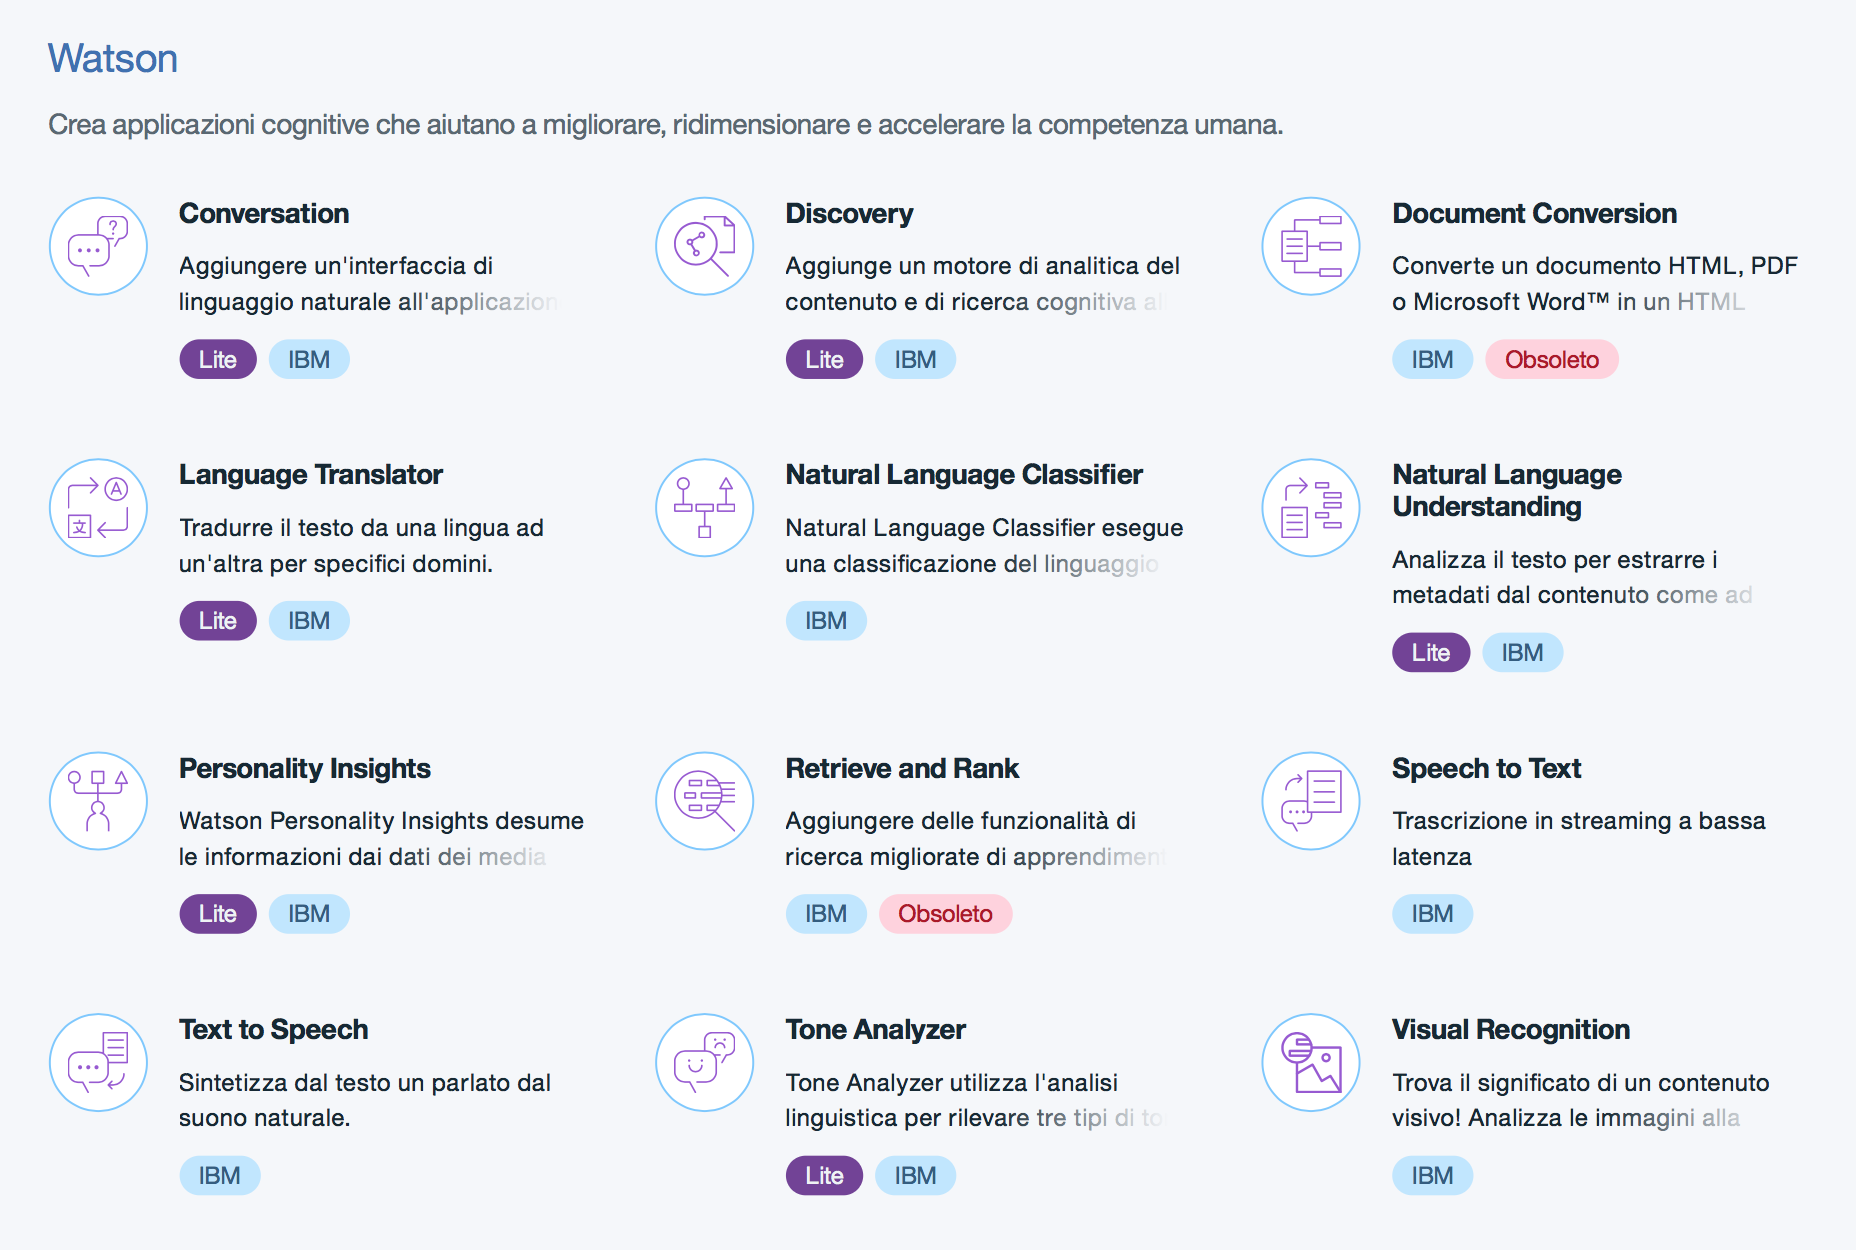 Watson
Crea applicazioni cognitive che aiutano a migliorare, ridimensionare e accelerare la competenza umana.
Conversation
Aggiungere un'interfaccia di
linguaggio naturale all'applicazion
Lite IBM
Discovery
Aggiunge un motore di analitica del
contenuto e di ricerca cognitiva all
Lite IBM
Document Conversion
Converte un documento HTML, PDF
o Microsoft Word™ in un HTML
IBM Obsoleto
Language Translator
Tradurre il testo da una lingua ad
un'altra per specifici domini.
Lite IBM
Natural Language Classifier
Natural Language Classifier esegue
una classificazione del linguaggio
IBM
Natural Language
Understanding
Analizza il testo per estrarre i
metadati dal contenuto come ad
Lite IBM
Personality Insights
Watson Personality Insights desume
le informazioni dai dati dei media
Lite IBM
Retrieve and Rank
Aggiungere delle funzionalità di
ricerca migliorate di apprendiment
IBM Obsoleto
Speech to Text
Trascrizione in streaming a bassa
latenza
IBM
Text to Speech
Sintetizza dal testo un parlato dal
suono naturale.
IBM
Tone Analyzer
Tone Analyzer utilizza l'analisi
linguistica per rilevare tre tipi di to
Lite IBM
Visual Recognition
Trova il significato di un contenuto
visivo! Analizza le immagini alla
IBM